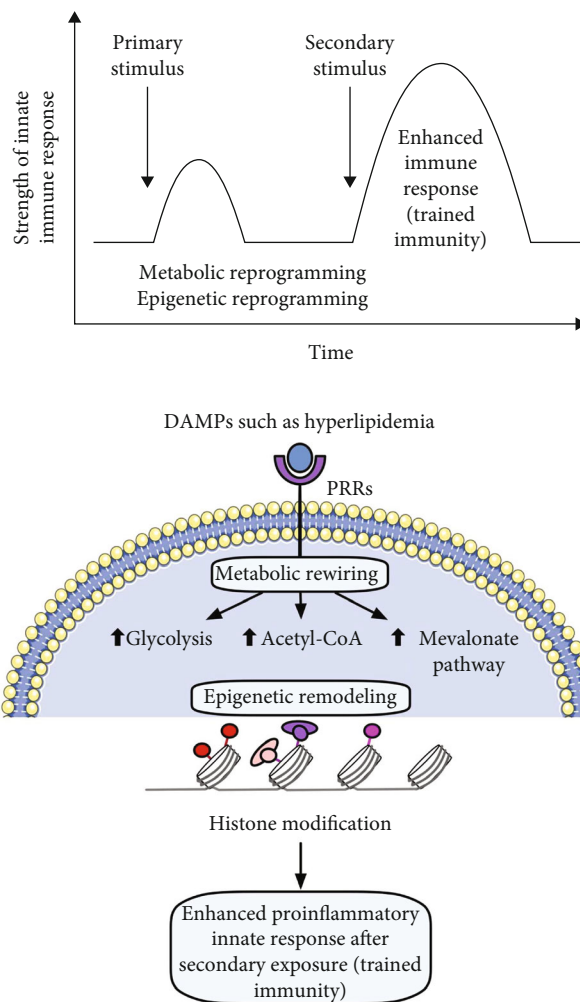 Strength of innate
immune response
Primary
stimulus
Secondary
stimulus
Enhanced
immune
response
(trained
immunity)
Metabolic reprogramming
Epigenetic reprogramming
Time
DAMPs such as hyperlipidemia
PRRs
Metabolic rewiring
Glycolysis
Acetyl-CoA
Mevalonate
pathway
Epigenetic remodeling
Histone modification
Enhanced proinflammatory
innate response after
secondary exposure (trained
immunity)